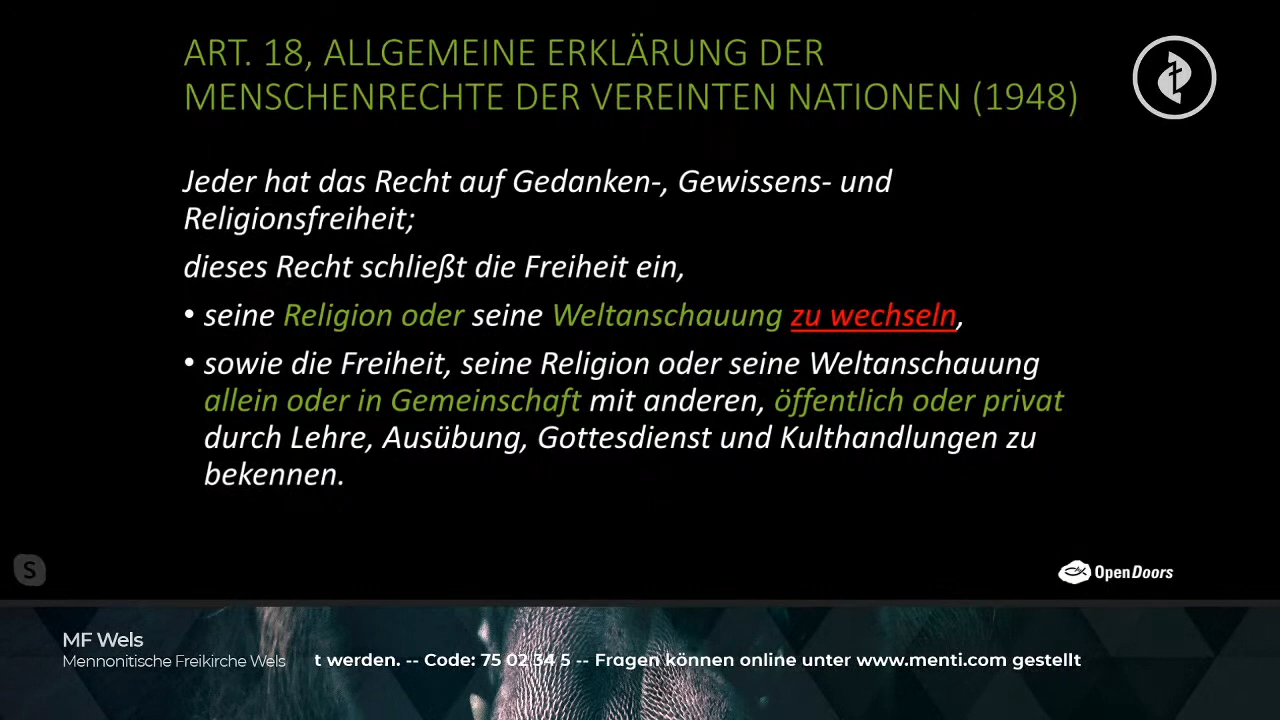 ART. 18, ALLGEMEINE ERKLÄRUNG DER
MENSCHENRECHTE DER VEREINTEN NATIONEN (1948)
Jeder hat das Recht auf Gedanken-, Gewissens- und
Religionsfreiheit;
dieses Recht schließt die Freiheit ein,
• seine Religion oder seine Weltanschauung zu wechseln,
• sowie die Freiheit, seine Religion oder seine Weltanschauung
allein oder in Gemeinschaft mit anderen, öffentlich oder privat
durch Lehre, Ausübung, Gottesdienst und Kulthandlungen zu
bekennen.
S
OpenDoors
MF Wels
Mennonitische Freikirche Wels
t werden. -- Code: 75 02 34 5 -- Fragen können online unter www.menti.com gestellt